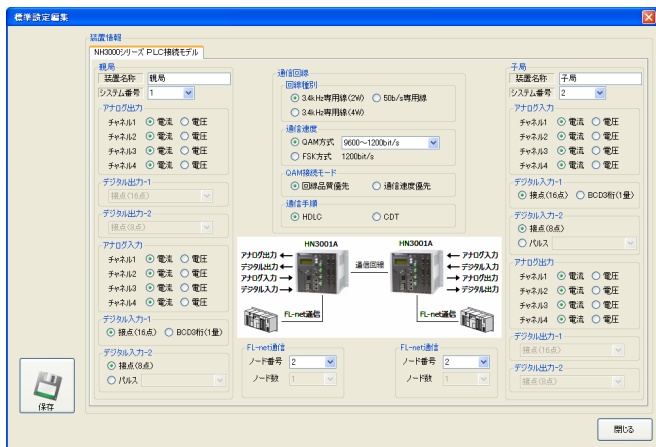 標準設定編集
装置情報
NH3000シリーズ PLC接続モデル
親局
装置名称 親局
システム番号 1
アナログ出力
チャネル1 電流 電圧
チャネル2 電流 電圧
チャネル3 電流 電圧
チャネル4 電流 電圧
デジタル出力-1
接点(16点)
デジタル出力-2
接点(8点)
アナログ入力
チャネル1 電流 電圧
チャネル2 電流 電圧
チャネル3 電流 電圧
チャネル4 電流 電圧
デジタル入力-1
接点(16点) BCD3桁(1量)
デジタル入力-2
接点(8点)
パルス
通信回線
回線種別
3.4kHz専用線(2W) 50b/s専用線
3.4kHz専用線(4W)
通信速度
QAM方式 9600～1200bit/s
FSK方式 1200bit/s
QAM接続モード
回線品質優先 通信速度優先
通信手順
HDLC CDT
HN3001A HN3001A
アナログ出力 アナログ入力
デジタル出力 通信回線 デジタル入力
アナログ入力 アナログ出力
デジタル入力 デジタル出力
FL-net通信 FL-net通信
FL-net通信
ノード番号 2
ノード数 1
FL-net通信
ノード番号 2
ノード数 1
子局
装置名称 子局
システム番号 2
アナログ入力
チャネル1 電流 電圧
チャネル2 電流 電圧
チャネル3 電流 電圧
チャネル4 電流 電圧
デジタル入力-1
接点(16点) BCD3桁(1量)
デジタル入力-2
接点(8点)
パルス
アナログ出力
チャネル1 電流 電圧
チャネル2 電流 電圧
チャネル3 電流 電圧
チャネル4 電流 電圧
デジタル出力-1
接点(16点)
デジタル出力-2
接点(8点)
保存
閉じる